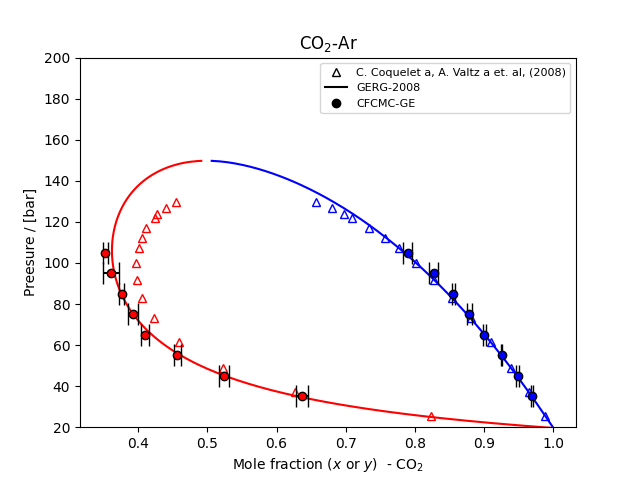 CO2-Ar
C. Coquelet a, A. Valtz a et. al, (2008)
GERG-2008
CFCMC-GE
Preesure / [bar]
200
180
160
140
120
100
80
60
40
20
0.4 0.5 0.6 0.7 0.8 0.9 1.0
Mole fraction (x or y) - CO2